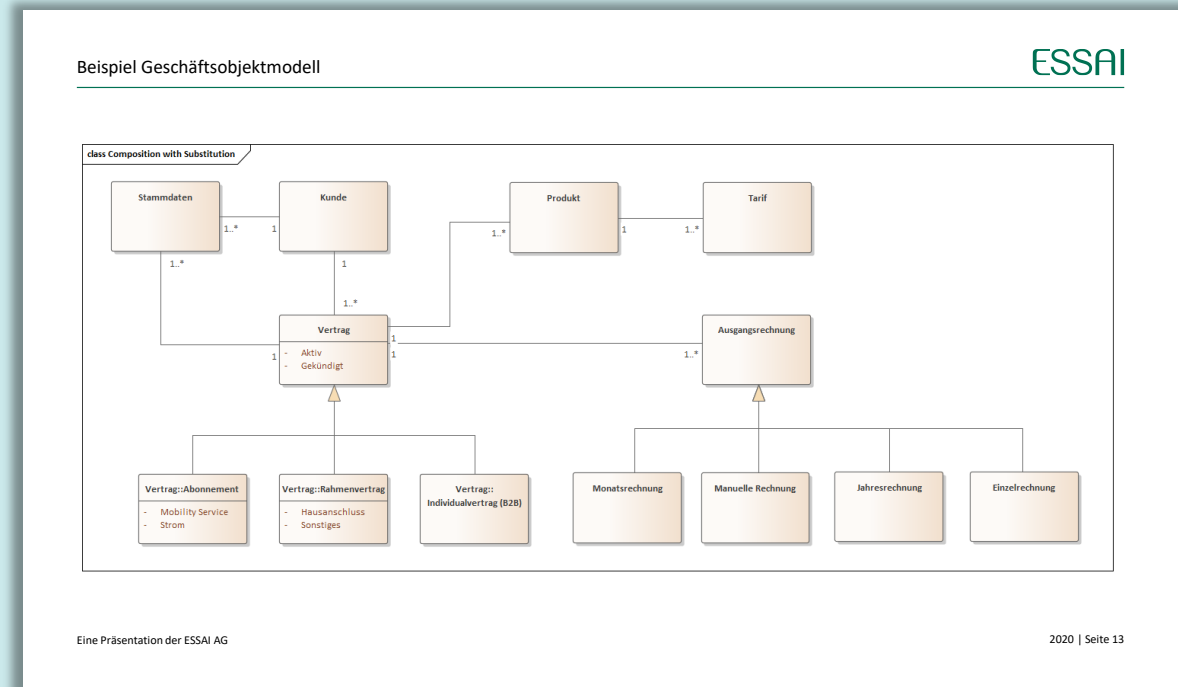 Beispiel Geschäftsobjektmodell
ESSAI
class Composition with Substitution
Stammdaten
Kunde
Produkt
Tarif
1..*
1
1..*
1
1..*
1..*
1
1..*
Vertrag
- Aktiv
- Gekündigt
1
1
1
1..*
Ausgangsrechnung
Vertrag::Abonnement
- Mobility Service
- Strom
Vertrag::Rahmenvertrag
- Hausanschluss
- Sonstiges
Vertrag::
Individualvertrag (B2B)
Monatsrechnung
Manuelle Rechnung
Jahresrechnung
Einzelrechnung
Eine Präsentation der ESSAI AG
2020 | Seite 13